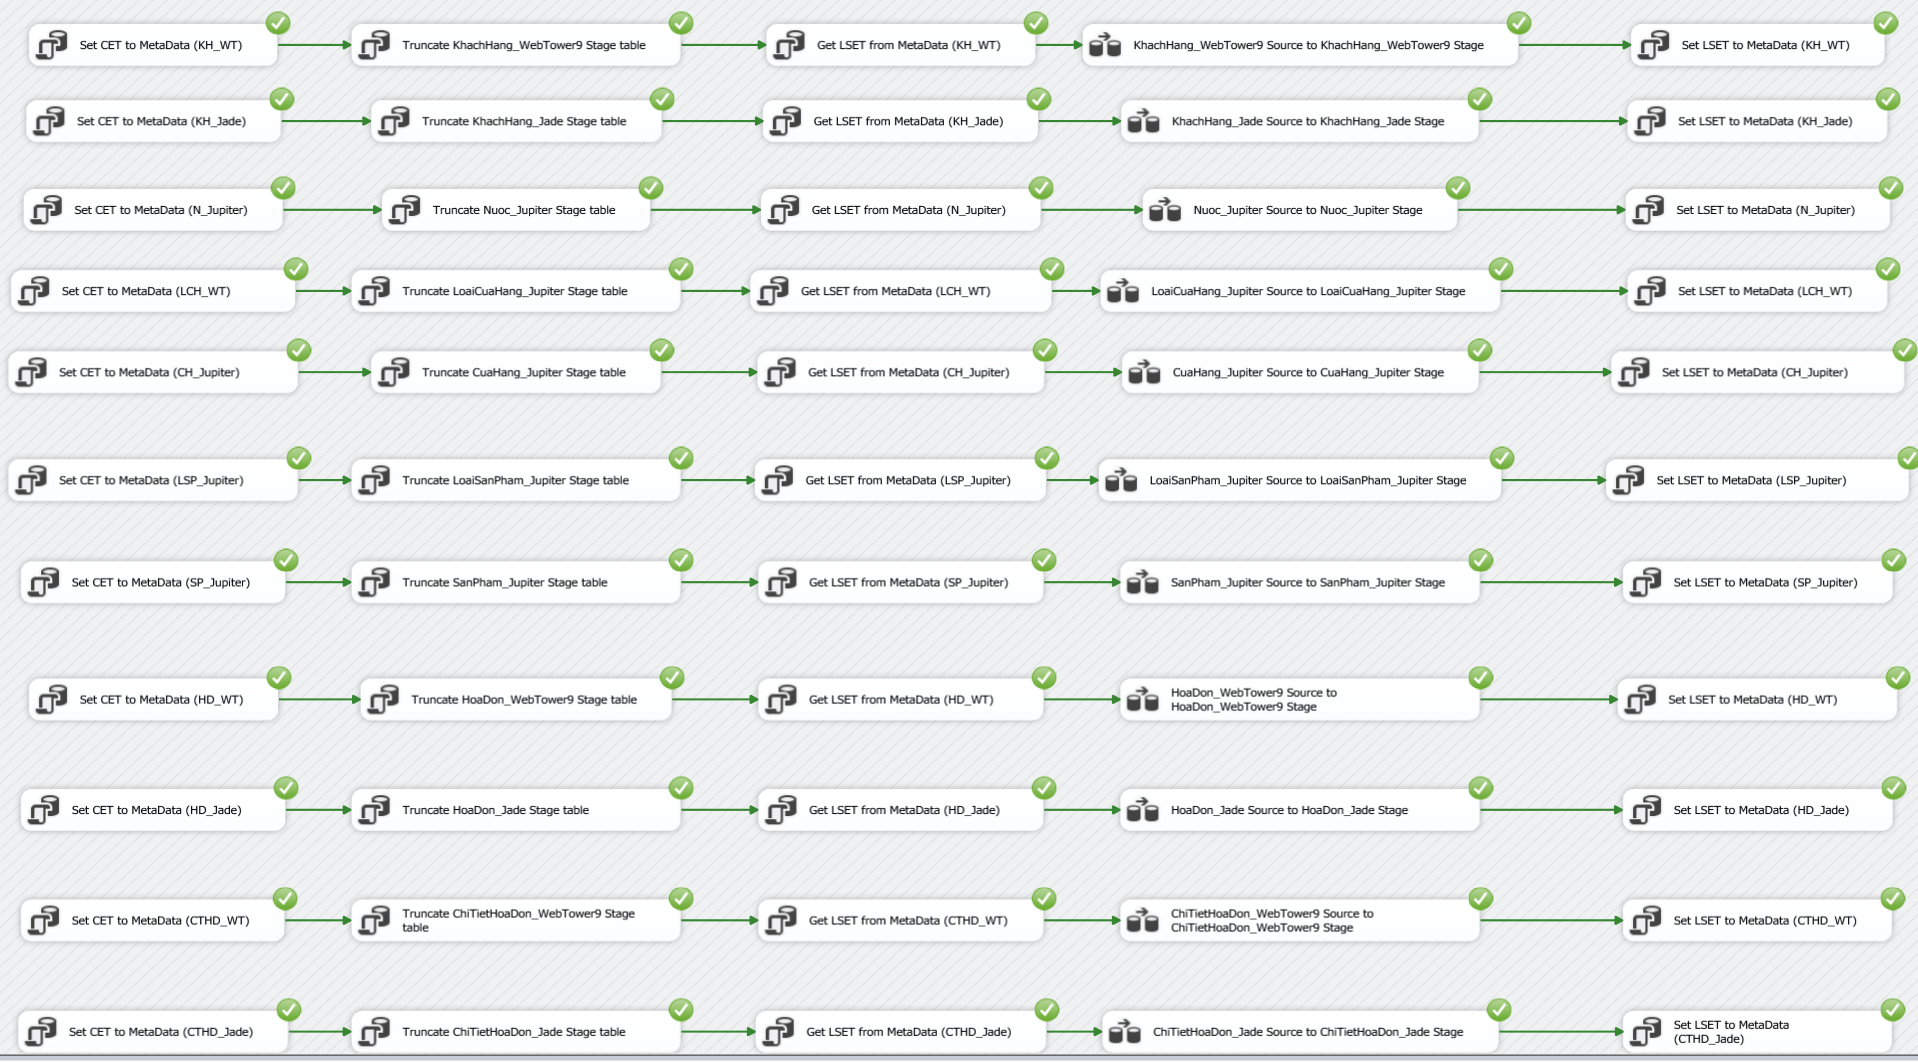 Set CET to MetaData (KH_WT)
Truncate KhachHang_WebTower9 Stage table
Get LSET from MetaData (KH_WT)
KhachHang_WebTower9 Source to KhachHang_WebTower9 Stage
Set LSET to MetaData (KH_WT)
Set CET to MetaData (KH_Jade)
Truncate KhachHang_Jade Stage table
Get LSET from MetaData (KH_Jade)
KhachHang_Jade Source to KhachHang_Jade Stage
Set LSET to MetaData (KH_Jade)
Set CET to MetaData (N_Jupiter)
Truncate Nuoc_Jupiter Stage table
Get LSET from MetaData (N_Jupiter)
Nuoc_Jupiter Source to Nuoc_Jupiter Stage
Set LSET to MetaData (N_Jupiter)
Set CET to MetaData (LCH_WT)
Truncate LoaiCuaHang_Jupiter Stage table
Get LSET from MetaData (LCH_WT)
LoaiCuaHang_Jupiter Source to LoaiCuaHang_Jupiter Stage
Set LSET to MetaData (LCH_WT)
Set CET to MetaData (CH_Jupiter)
Truncate CuaHang_Jupiter Stage table
Get LSET from MetaData (CH_Jupiter)
CuaHang_Jupiter Source to CuaHang_Jupiter Stage
Set LSET to MetaData (CH_Jupiter)
Set CET to MetaData (LSP_Jupiter)
Truncate LoaiSanPham_Jupiter Stage table
Get LSET from MetaData (LSP_Jupiter)
LoaiSanPham_Jupiter Source to LoaiSanPham_Jupiter Stage
Set LSET to MetaData (LSP_Jupiter)
Set CET to MetaData (SP_Jupiter)
Truncate SanPham_Jupiter Stage table
Get LSET from MetaData (SP_Jupiter)
SanPham_Jupiter Source to SanPham_Jupiter Stage
Set LSET to MetaData (SP_Jupiter)
Set CET to MetaData (HD_WT)
Truncate HoaDon_WebTower9 Stage table
Get LSET from MetaData (HD_WT)
HoaDon_WebTower9 Source to
HoaDon_WebTower9 Stage
Set LSET to MetaData (HD_WT)
Set CET to MetaData (HD_Jade)
Truncate HoaDon_Jade Stage table
Get LSET from MetaData (HD_Jade)
HoaDon_Jade Source to HoaDon_Jade Stage
Set LSET to MetaData (HD_Jade)
Set CET to MetaData (CTHD_WT)
Truncate ChiTietHoaDon_WebTower9 Stage
table
Get LSET from MetaData (CTHD_WT)
ChiTietHoaDon_WebTower9 Source to
ChiTietHoaDon_WebTower9 Stage
Set LSET to MetaData (CTHD_WT)
Set CET to MetaData (CTHD_Jade)
Truncate ChiTietHoaDon_Jade Stage table
Get LSET from MetaData (CTHD_Jade)
ChiTietHoaDon_Jade Source to ChiTietHoaDon_Jade Stage
Set LSET to MetaData
(CTHD_Jade)